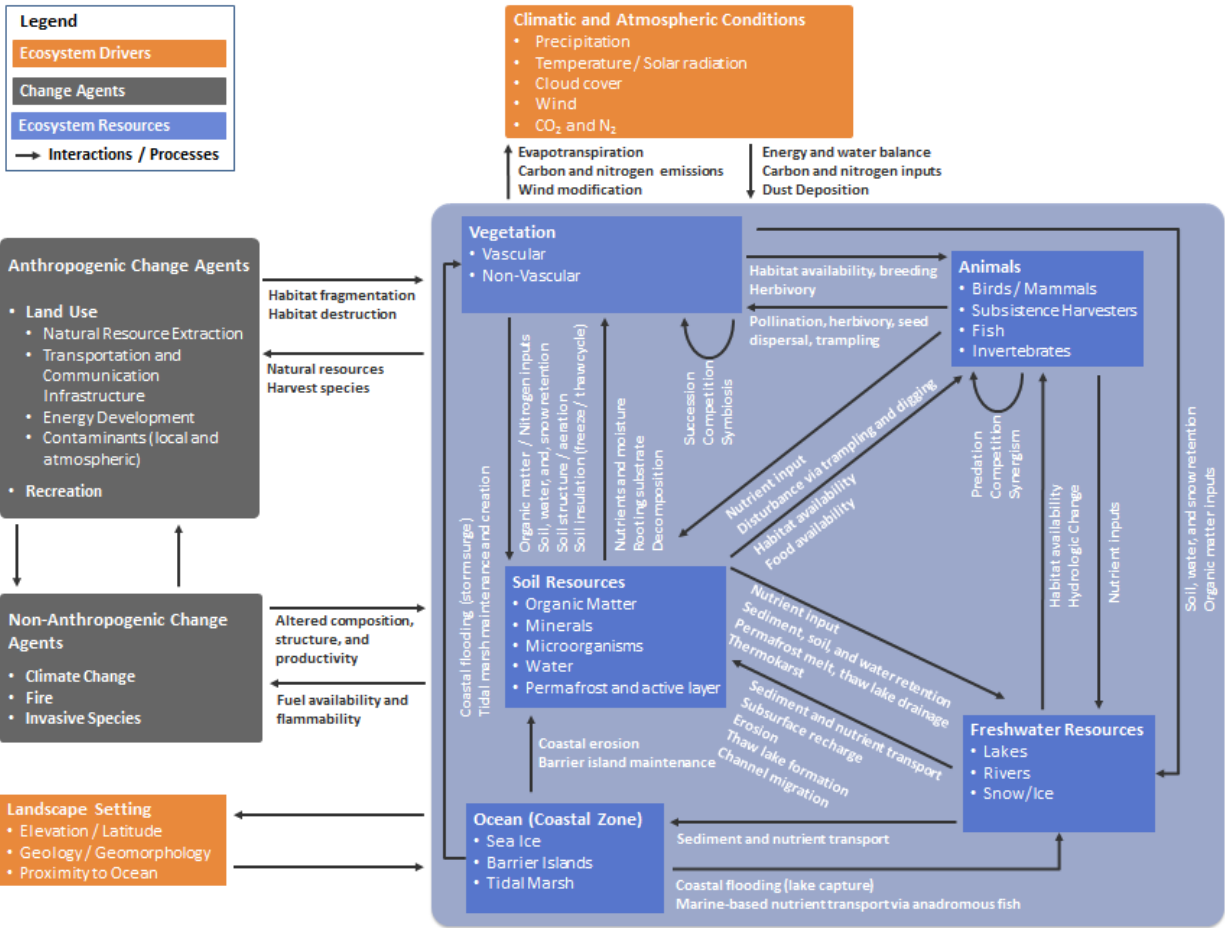 Legend
Ecosystem Drivers
Change Agents
Ecosystem Resources
Interactions / Processes
Climatic and Atmospheric Conditions
• Precipitation
• Temperature / Solar radiation
• Cloud cover
• Wind
• CO₂ and N₂
Evapotranspiration
Carbon and nitrogen emissions
Wind modification
Energy and water balance
Carbon and nitrogen inputs
Dust Deposition
Anthropogenic Change Agents
• Land Use
• Natural Resource Extraction
• Transportation and
Communication
Infrastructure
• Energy Development
• Contaminants (local and
atmospheric)
• Recreation
Habitat fragmentation
Habitat destruction
Natural resources
Harvest species
Non-Anthropogenic Change
Agents
• Climate Change
• Fire
• Invasive Species
Altered composition,
structure, and
productivity
Fuel availability and
flammability
Landscape Setting
• Elevation / Latitude
• Geology / Geomorphology
• Proximity to Ocean
Vegetation
• Vascular
• Non-Vascular
Habitat availability, breeding
Herbivory
Pollination, herbivory, seed
dispersal, trampling
Animals
• Birds / Mammals
• Subsistence Harvesters
• Fish
• Invertebrates
Coastal flooding (storm surge)
Tidal marsh maintenance and creation
Organic matter / Nitrogen inputs
Soil, water, and, snow retention
Soil structure / aeration
Soil insulation (freeze / thaw cycle)
Nutrients and moisture
Rooting substrate
Decomposition
Succession
Competition
Symbiosis
Nutrient input
Disturbance via trampling and digging
Habitat availability
Food availability
Predation
Competition
Synergism
Habitat availability
Hydrologic Change
Nutrient inputs
Soil, water, and snow retention
Organic matter inputs
Soil Resources
• Organic Matter
• Minerals
• Microorganisms
• Water
• Permafrost and active layer
Nutrient input
Sediment, soil, and water retention
Permafrost melt, thaw lake drainage
Thermokarst
Sediment and nutrient transport
Subsurface recharge
Erosion
Thaw lake formation
Channel migration
Freshwater Resources
• Lakes
• Rivers
• Snow/Ice
Coastal erosion
Barrier island maintenance
Ocean (Coastal Zone)
• Sea Ice
• Barrier Islands
• Tidal Marsh
Sediment and nutrient transport
Coastal flooding (lake capture)
Marine-based nutrient transport via anadromous fish